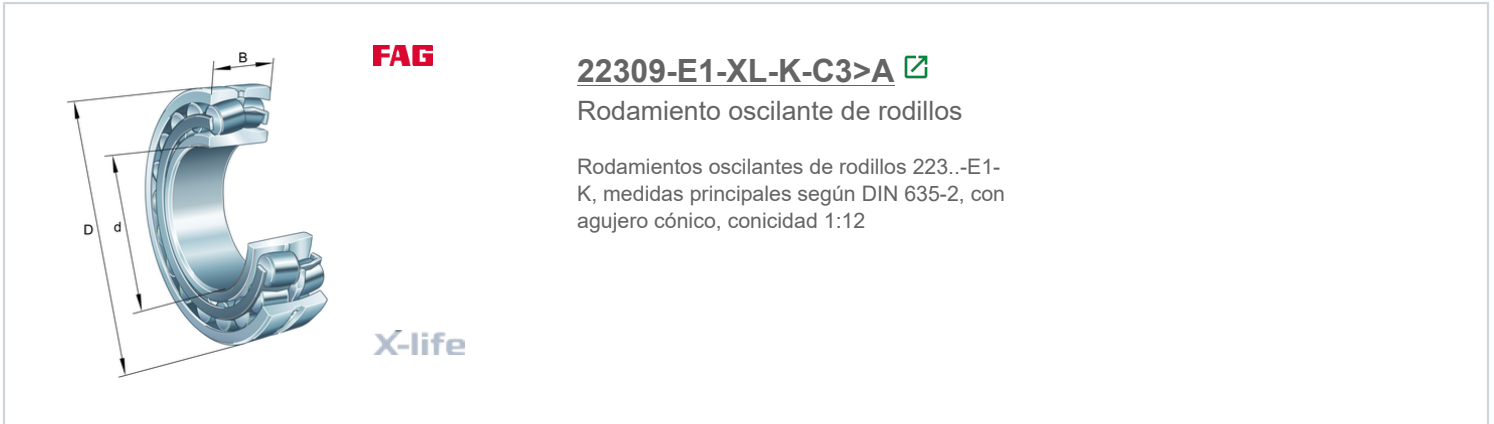 B
FAG
22309-E1-XL-K-C3>A
Rodamiento oscilante de rodillos
Rodamientos oscilantes de rodillos 223..-E1-
K, medidas principales según DIN 635-2, con
agujero cónico, conicidad 1:12
D
d
X-life